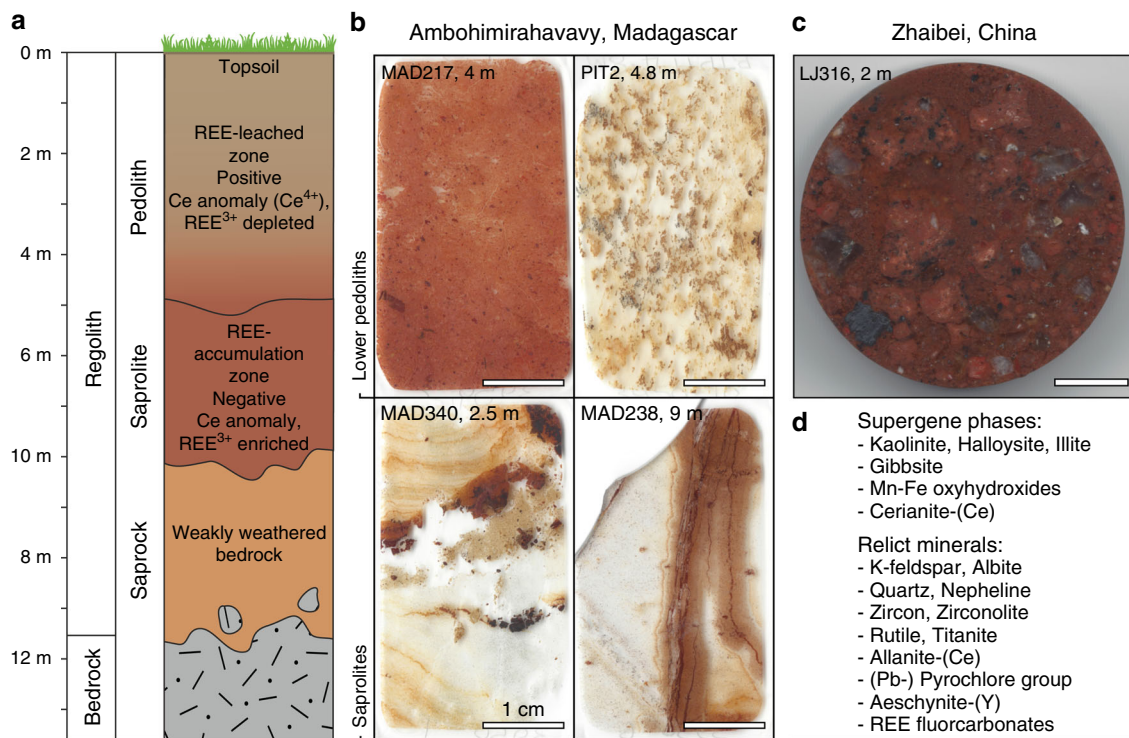 a
0 m
2 m
4 m
6 m
10 m
8 m
12 m
Regolith
Bedrock
Pedolith
Saprolite
Saprock
Topsoil
REE-leached
zone
Positive
Ce anomaly (Ce⁴⁺),
REE³⁺ depleted
REE-
accumulation
zone
Negative
Ce anomaly,
REE³⁺ enriched
Weakly weathered
bedrock
b
Ambohimirahavavy, Madagascar
Lower pedoliths
Saprolites
MAD217, 4 m
PIT2, 4.8 m
MAD340, 2.5 m
MAD238, 9 m
1 cm
c
Zhaibei, China
LJ316, 2 m
d
Supergene phases:
- Kaolinite, Halloysite, Illite
- Gibbsite
- Mn-Fe oxyhydroxides
- Cerianite-(Ce)
Relict minerals:
- K-feldspar, Albite
- Quartz, Nepheline
- Zircon, Zirconolite
- Rutile, Titanite
- Allanite-(Ce)
- (Pb-) Pyrochlore group
- Aeschynite-(Y)
- REE fluorcarbonates